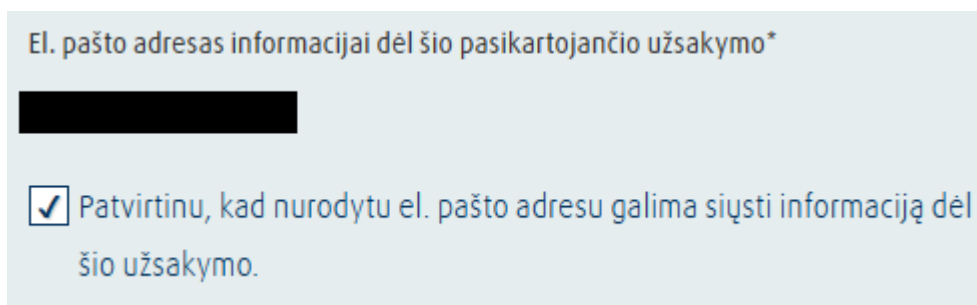 El. pašto adresas informacijai dėl šio pasikartojančio užsakymo*
Patvirtinu, kad nurodytu el. pašto adresu galima siųsti informaciją dėl
šio užsakymo.